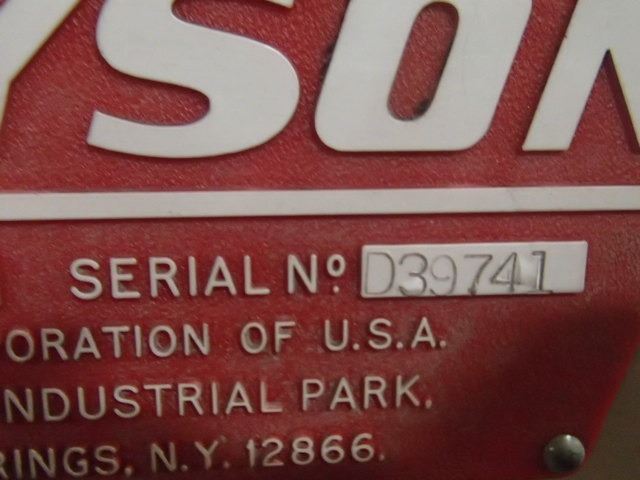 YSON
SERIAL Nº D39741
ORATION OF U.S.A.
NDUSTRIAL PARK.
RINGS, N.Y. 12866.